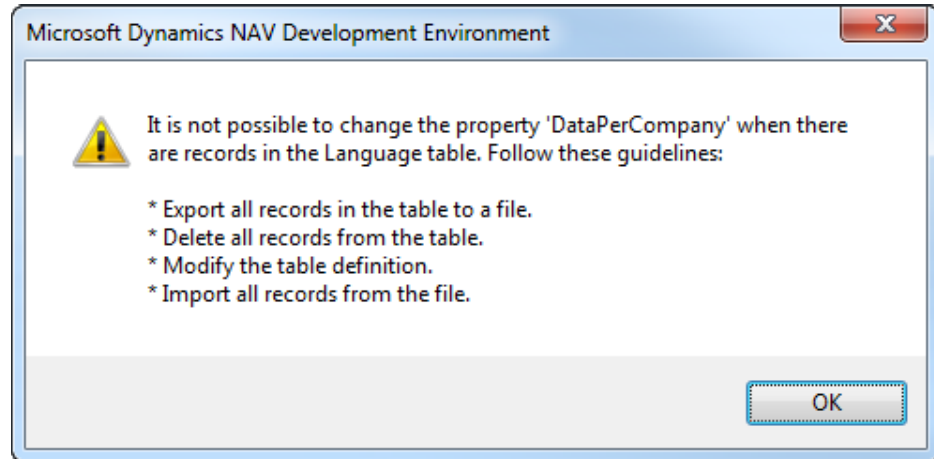 Microsoft Dynamics NAV Development Environment
It is not possible to change the property 'DataPerCompany' when there
are records in the Language table. Follow these guidelines:
* Export all records in the table to a file.
* Delete all records from the table.
* Modify the table definition.
* Import all records from the file.
OK